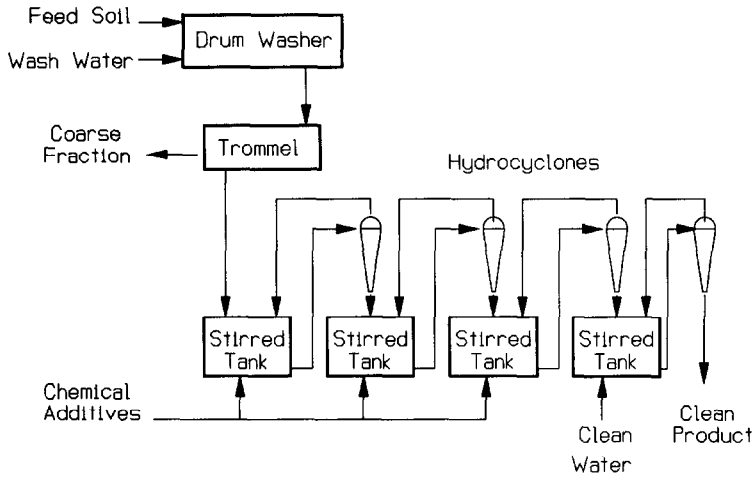 Feed Soil
Wash Water
Drum Washer
Coarse
Fraction
Trommel
Hydrocyclones
Stirred
Tank
Stirred
Tank
Stirred
Tank
Stirred
Tank
Chemical
Additives
Clean
Water
Clean
Product